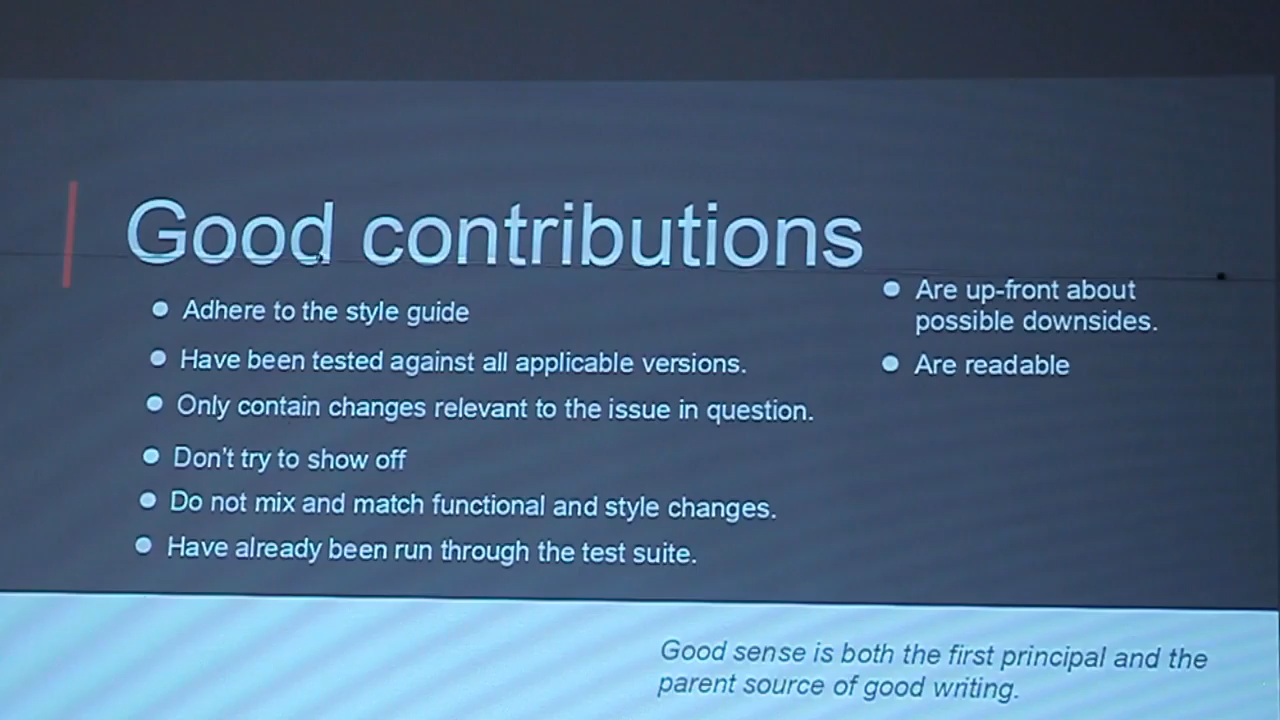 Good contributions
Adhere to the style guide
Have been tested against all applicable versions.
Only contain changes relevant to the issue in question.
Don't try to show off
Do not mix and match functional and style changes.
Have already been run through the test suite.
Are up-front about
possible downsides.
Are readable
Good sense is both the first principal and the
parent source of good writing.